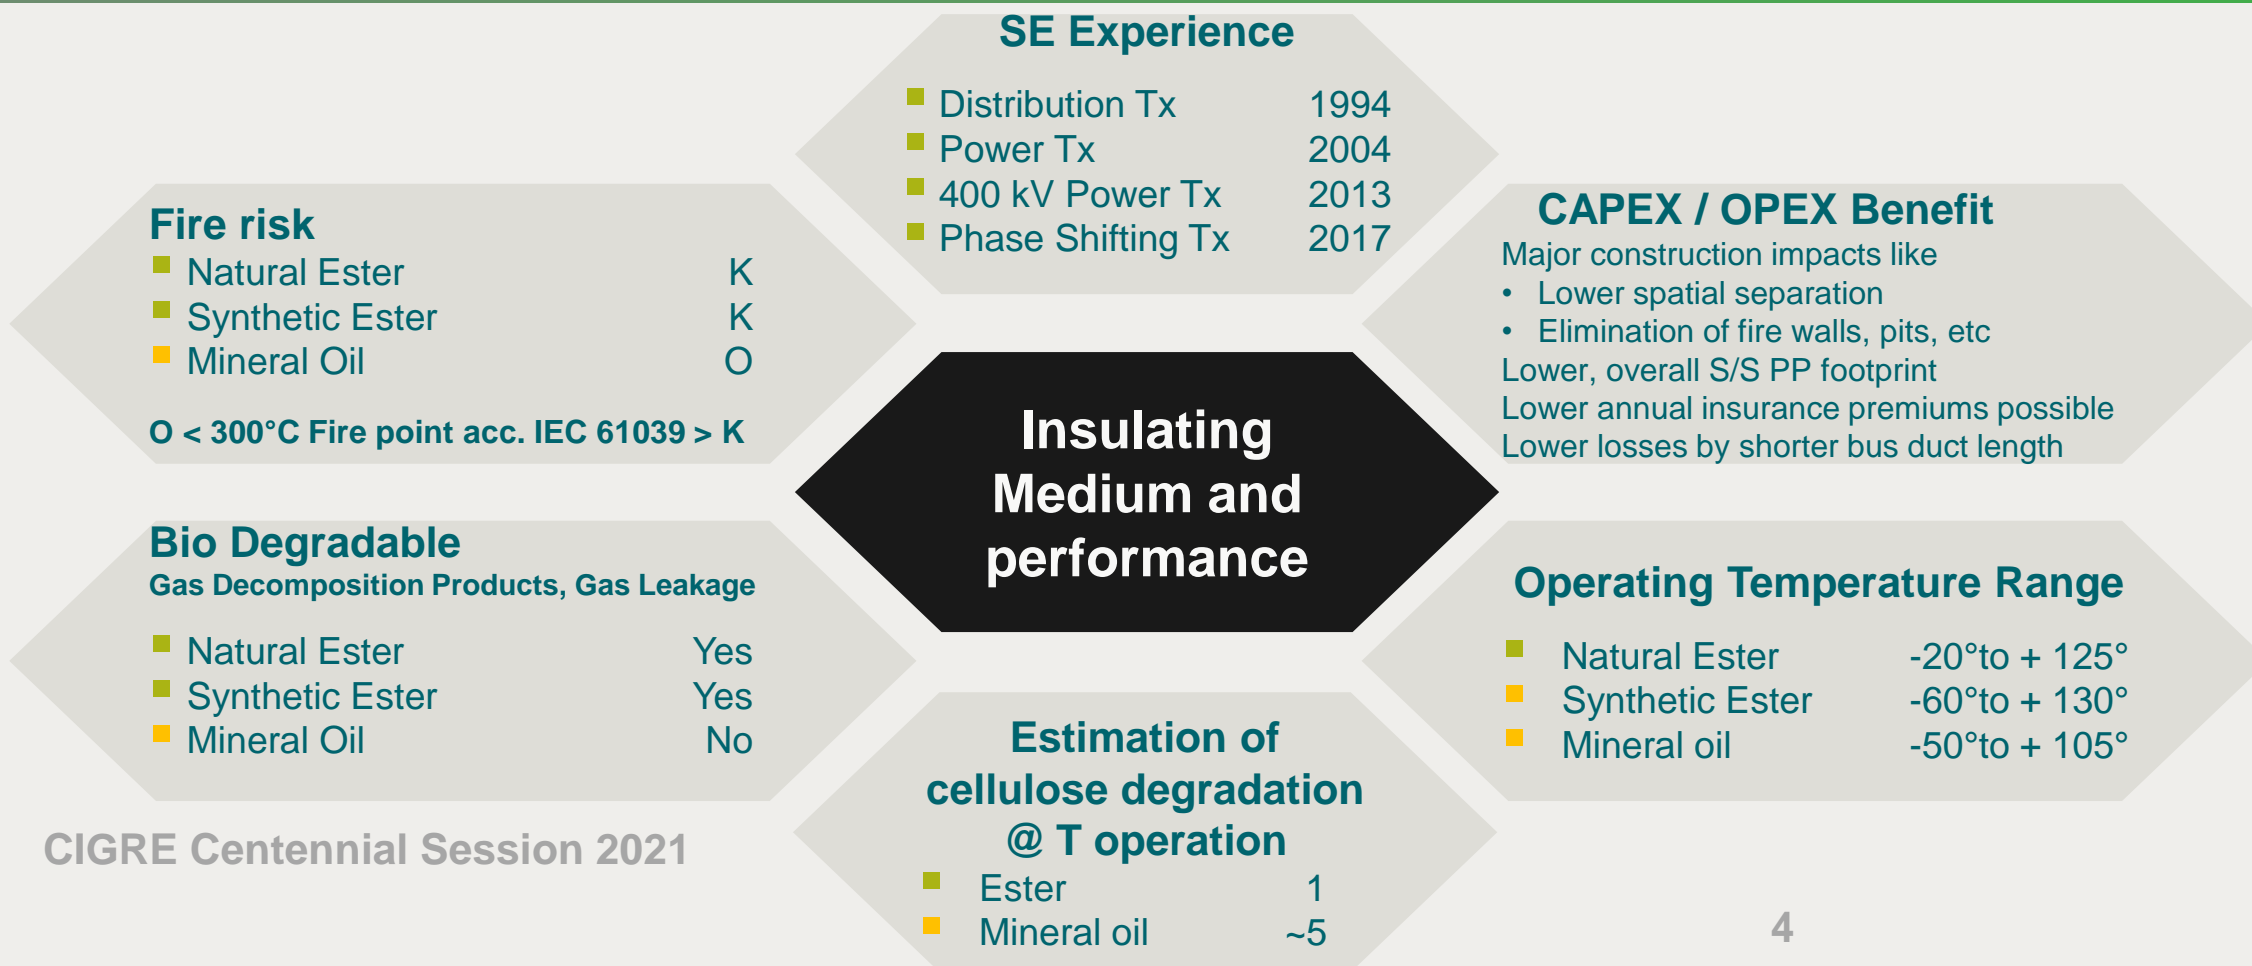 SE Experience
Distribution Tx 1994
Power Tx 2004
400 kV Power Tx 2013
Phase Shifting Tx 2017
Fire risk
Natural Ester K
Synthetic Ester K
Mineral Oil O
O < 300°C Fire point acc. IEC 61039 > K
CAPEX / OPEX Benefit
Major construction impacts like
• Lower spatial separation
• Elimination of fire walls, pits, etc
Lower, overall S/S PP footprint
Lower annual insurance premiums possible
Lower losses by shorter bus duct length
Insulating
Medium and
performance
Bio Degradable
Gas Decomposition Products, Gas Leakage
Natural Ester Yes
Synthetic Ester Yes
Mineral Oil No
Operating Temperature Range
Natural Ester -20°to + 125°
Synthetic Ester -60°to + 130°
Mineral oil -50°to + 105°
Estimation of
cellulose degradation
@ T operation
Ester 1
Mineral oil ~5
CIGRE Centennial Session 2021
4